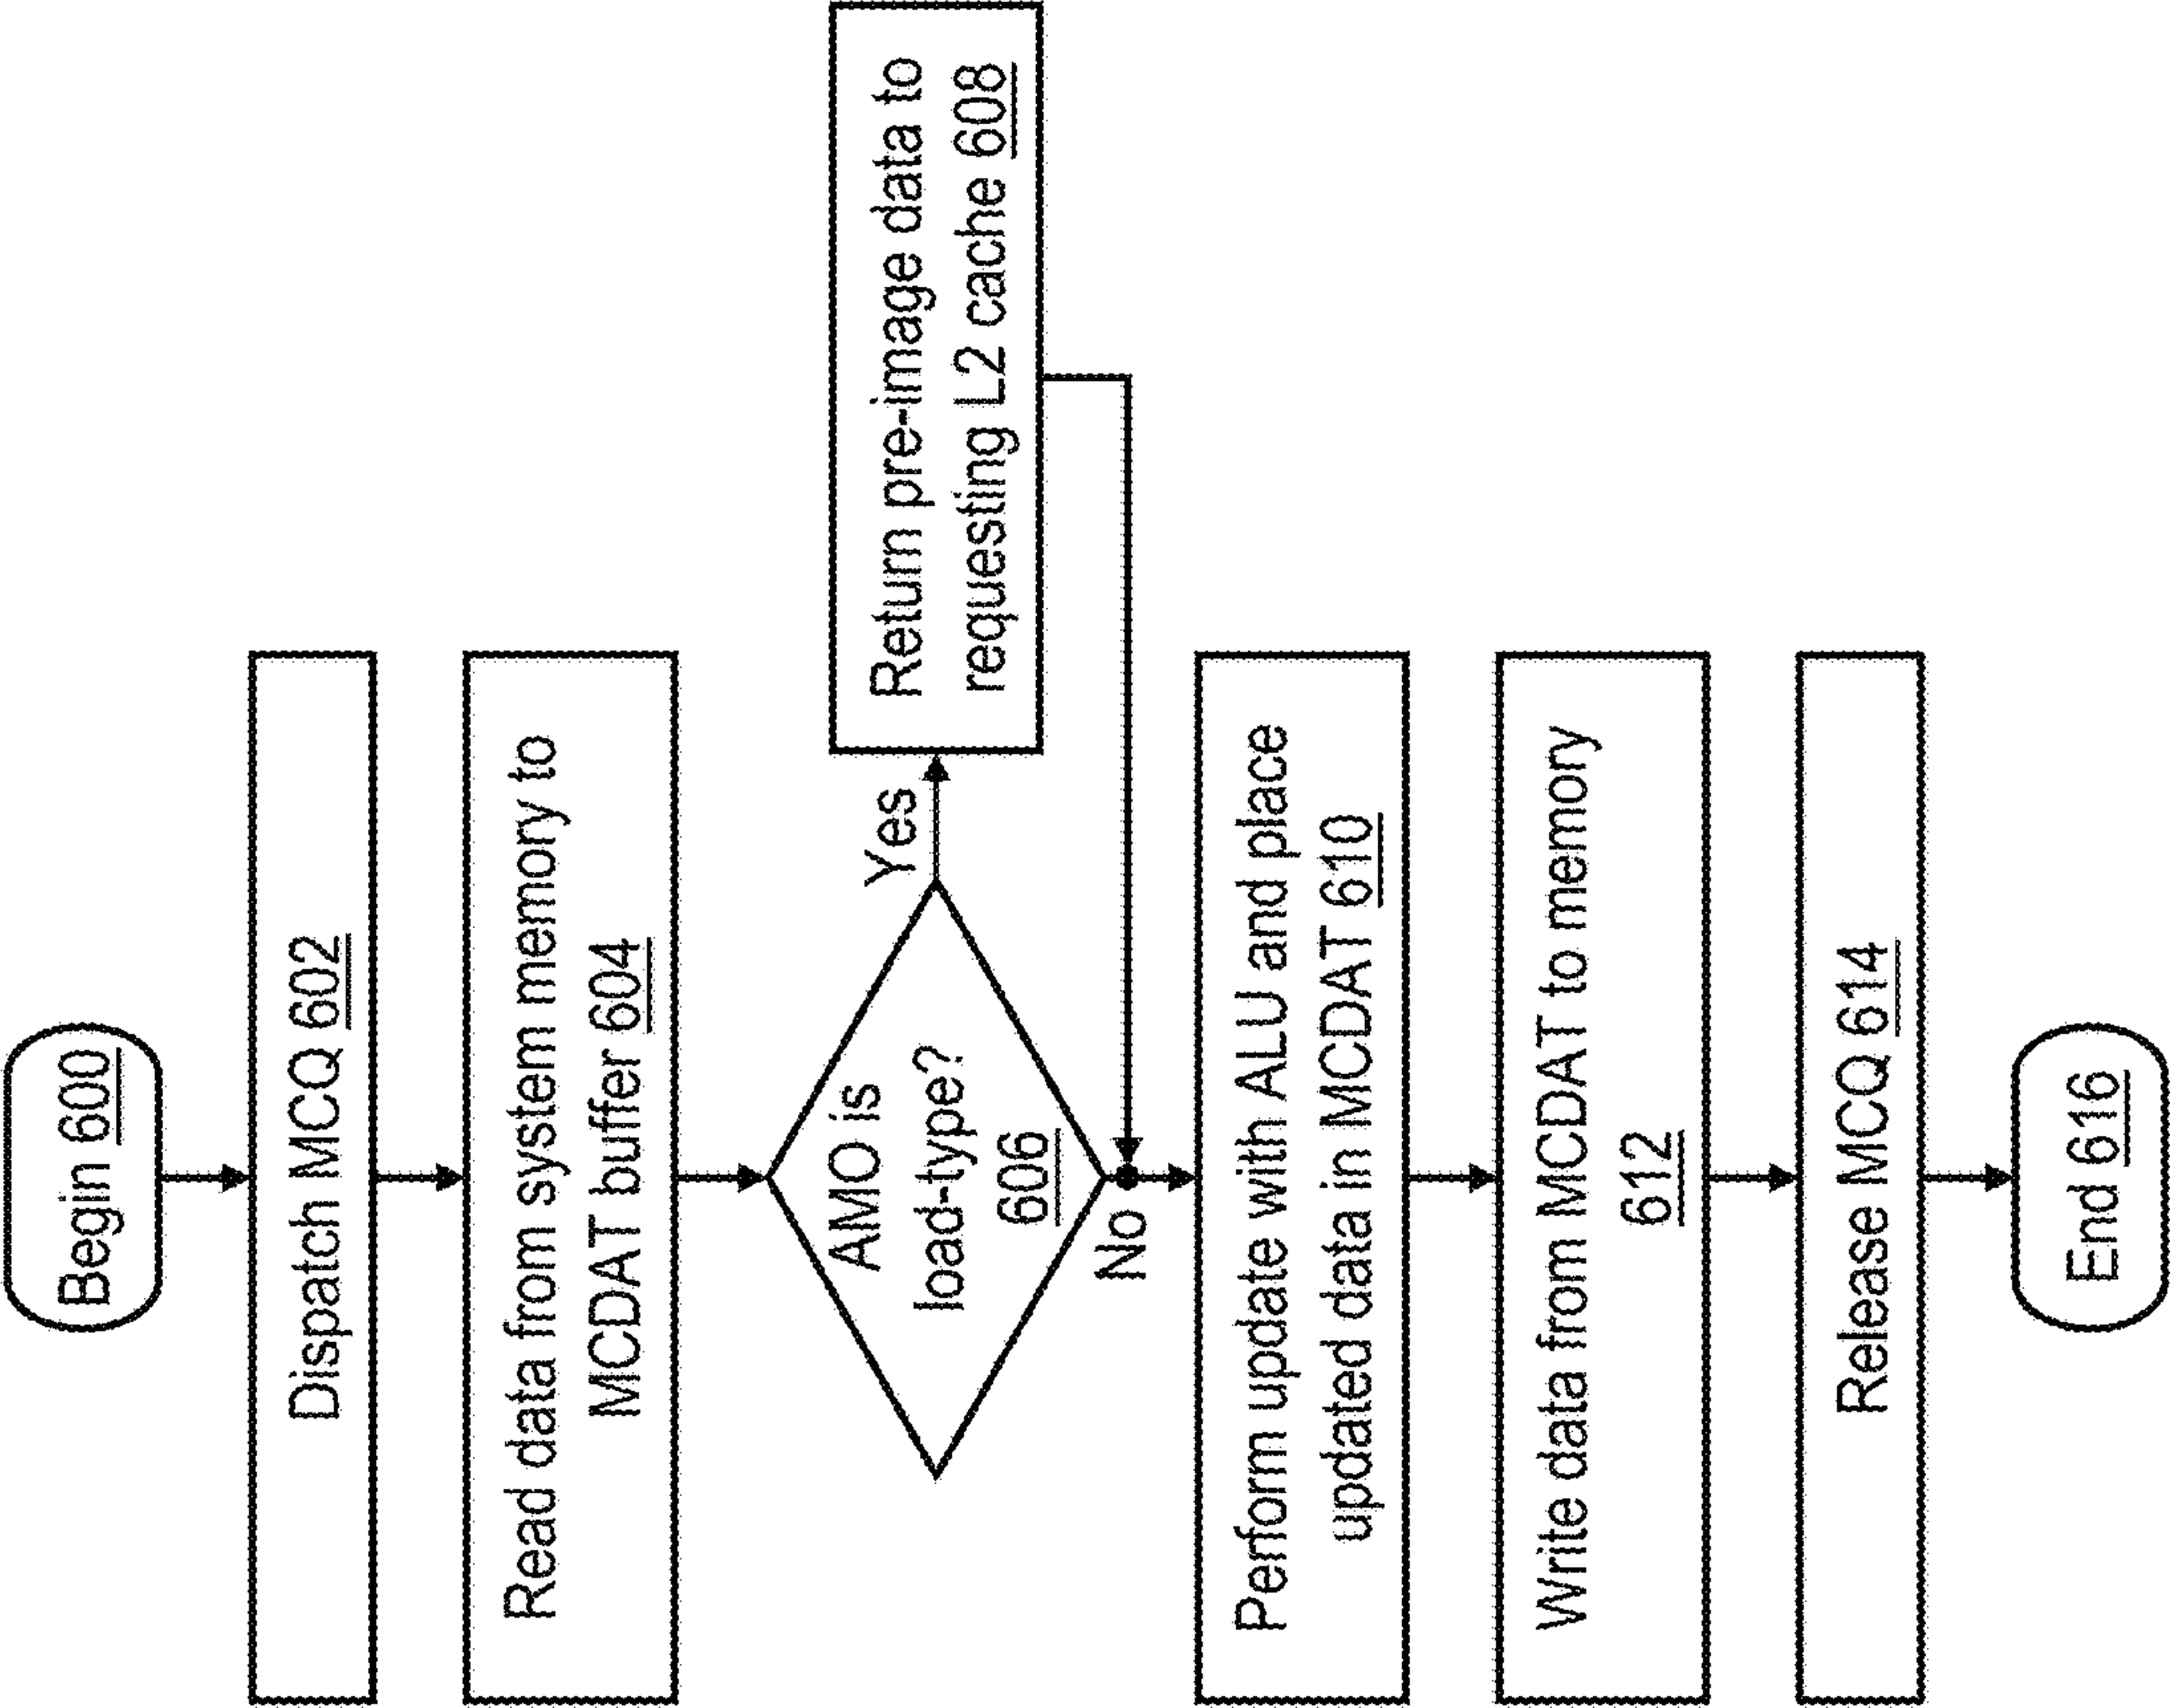 Begin 600
Dispatch MCQ 602
Read data from system memory to
MCDAT buffer 604
AMO is
load-type?
606
Yes
Return pre-image data to
requesting L2 cache 608
No
Perform update with ALU and place
updated data in MCDAT 610
Write data from MCDAT to memory
612
Release MCQ 614
End 616